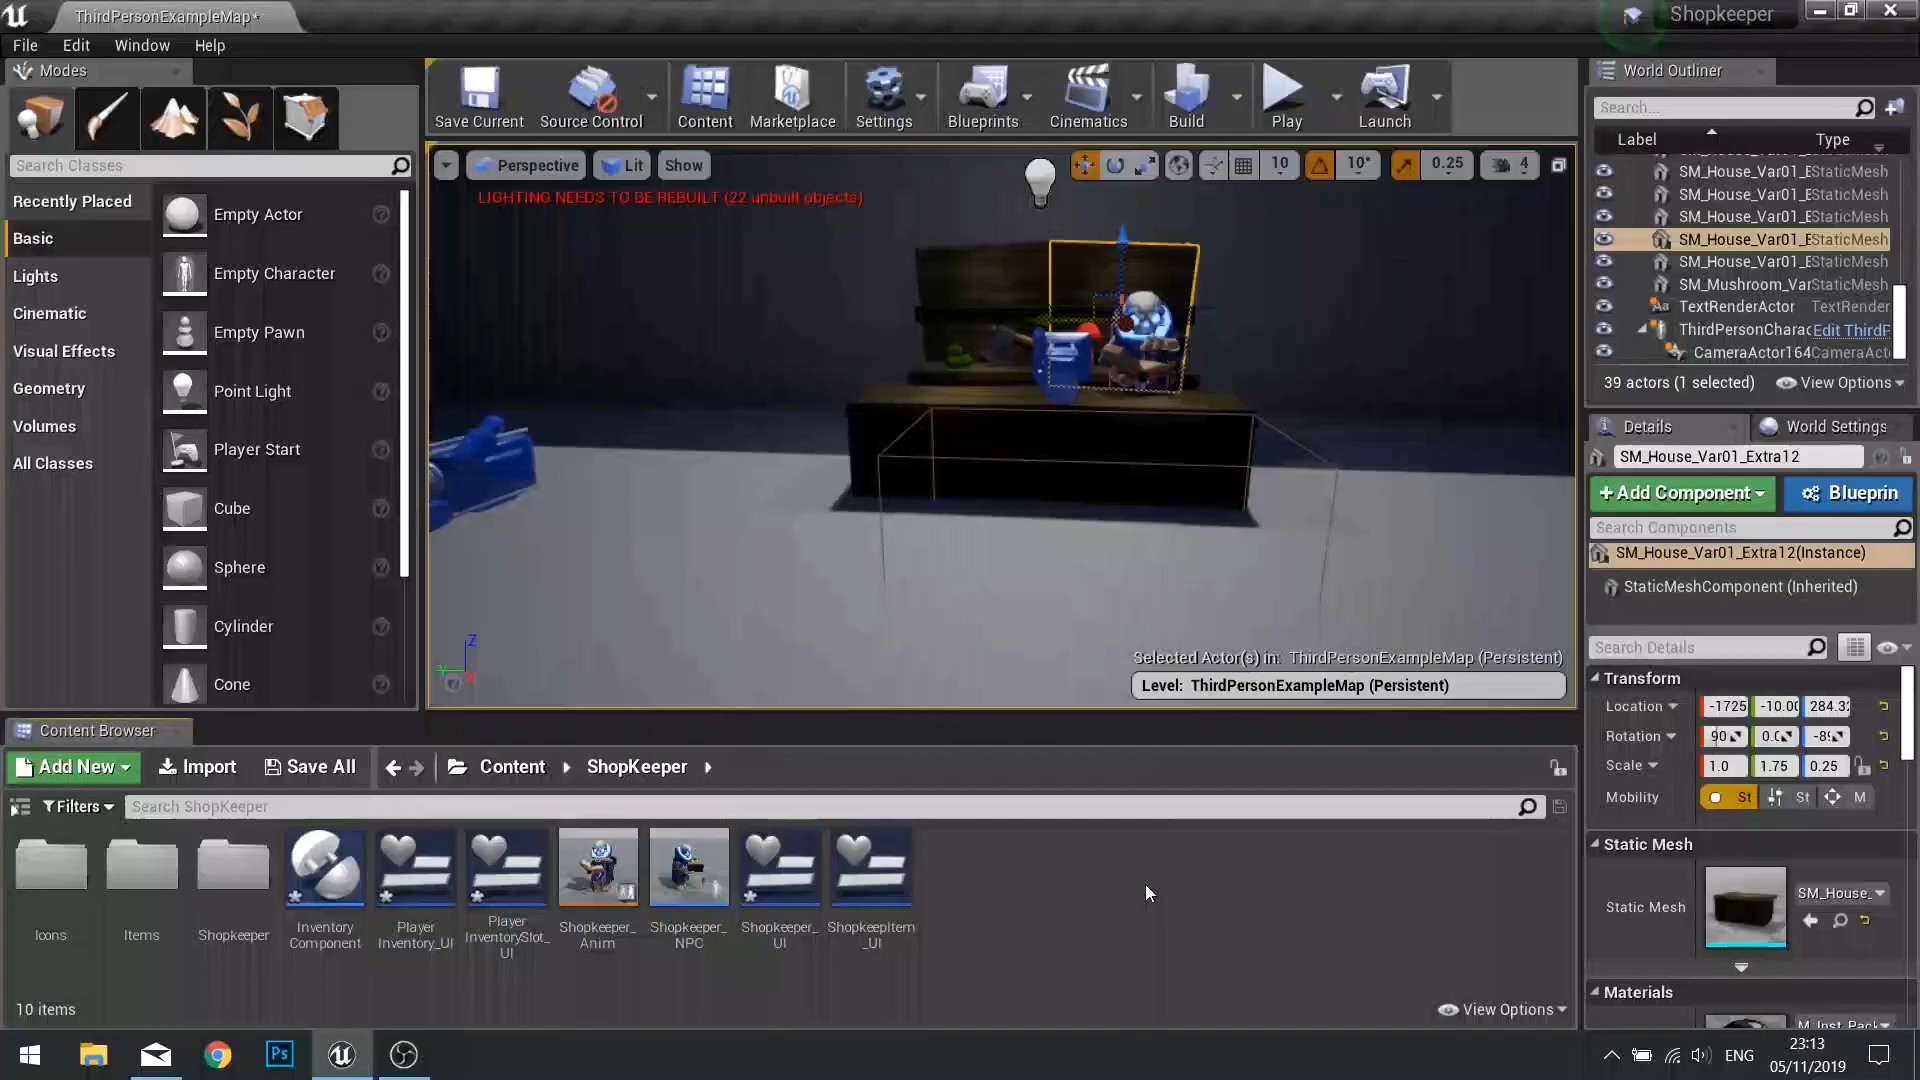 ThirdPersonExampleMap*
Shopkeeper
File Edit Window Help
Modes
Search Classes
Recently Placed
Basic
Lights
Cinematic
Visual Effects
Geometry
Volumes
All Classes
Empty Actor
Empty Character
Empty Pawn
Point Light
Player Start
Cube
Sphere
Cylinder
Cone
Save Current
Source Control
Content
Marketplace
Settings
Blueprints
Cinematics
Build
Play
Launch
Perspective Lit Show
10 10° 0.25 4
LIGHTING NEEDS TO BE REBUILT (22 unbuilt objects)
Selected Actor(s) in: ThirdPersonExampleMap (Persistent)
Level: ThirdPersonExampleMap (Persistent)
World Outliner
Search...
Label Type
SM_House_Var01_E StaticMesh
SM_House_Var01_E StaticMesh
SM_House_Var01_E StaticMesh
SM_House_Var01_E StaticMesh
SM_House_Var01_E StaticMesh
SM_Mushroom_Var StaticMesh
TextRenderActor TextRender
ThirdPersonCharac Edit ThirdP
CameraActor164 CameraActo
39 actors (1 selected) View Options
Details World Settings
SM_House_Var01_Extra12
+Add Component Blueprin
Search Components
SM_House_Var01_Extra12(Instance)
StaticMeshComponent (Inherited)
Search Details
Transform
Location -1725 -10.00 284.32
Rotation 90 0.0 -89
Scale 1.0 1.75 0.25
Mobility St St M
Static Mesh
Static Mesh SM_House_
Materials
M_Inst_Pack
Content Browser
Add New Import Save All Content ShopKeeper
Filters Search ShopKeeper
Icons
Items
Shopkeeper
Inventory
Component
Player
Inventory_UI
Player
InventorySlot_
UI
Shopkeeper_
Anim
Shopkeeper_
NPC
Shopkeeper_
UI
ShopkeepItem
_UI
10 items
View Options
Ps
ENG
23:13
05/11/2019